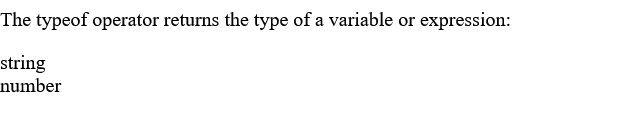 The typeof operator returns the type of a variable or expression:
string
number